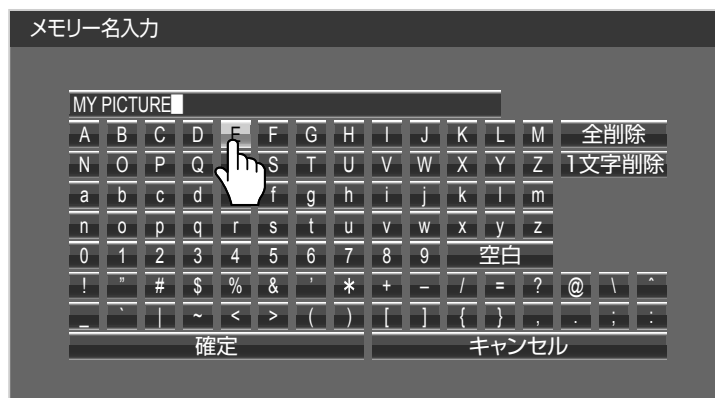 メモリー名入力
MY PICTURE
A B C D E F G H I J K L M 全削除
N O P Q S T U V W X Y Z 1文字削除
a b c d f g h i j k l m
n o p q r s t u v w x y z
0 1 2 3 4 5 6 7 8 9 空白
! " # $ % & ' * + − / = ? @ \ ^
_ ` | ~ < > ( ) [ ] { } , . ; :
確定 キャンセル